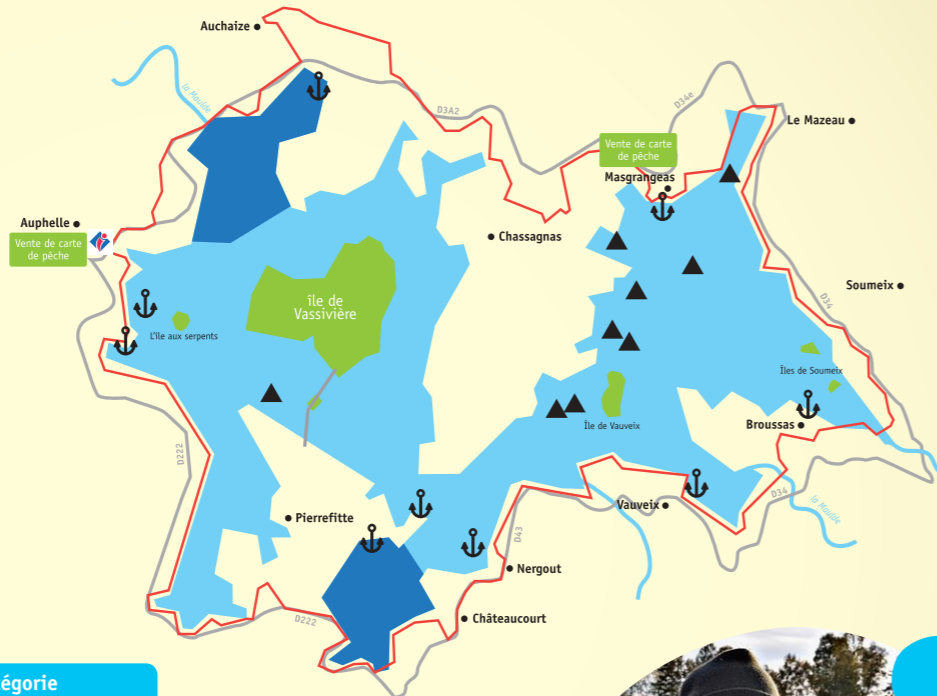 Auchaize
la Maulde
D3A2
D34e
Le Mazeau
Vente de carte
de pêche
Masgrangeas
Auphelle
Vente de carte
de pêche
Chassagnas
Soumeix
île de
Vassivière
D34
L'île aux serpents
Îles de Soumeix
Île de Vauveix
Broussas
D222
Pierrefitte
Vauveix
D34
la Maulde
D43
Nergout
D222
Châteaucourt
égorie